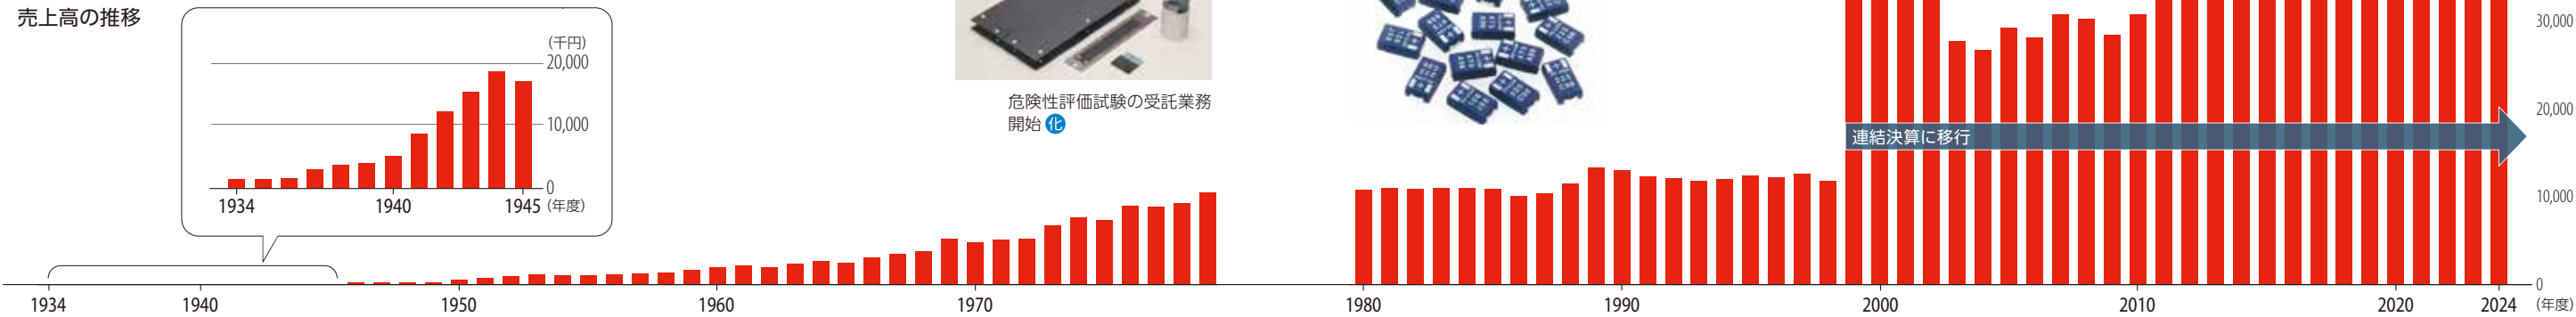 売上高の推移
(千円)
20,000
10,000
0
1934 1940 1945 (年度)
危険性評価試験の受託業務
開始 化
連結決算に移行
30,000
20,000
10,000
0
1934 1940 1950 1960 1970 1980 1990 2000 2010 2020 2024 (年度)